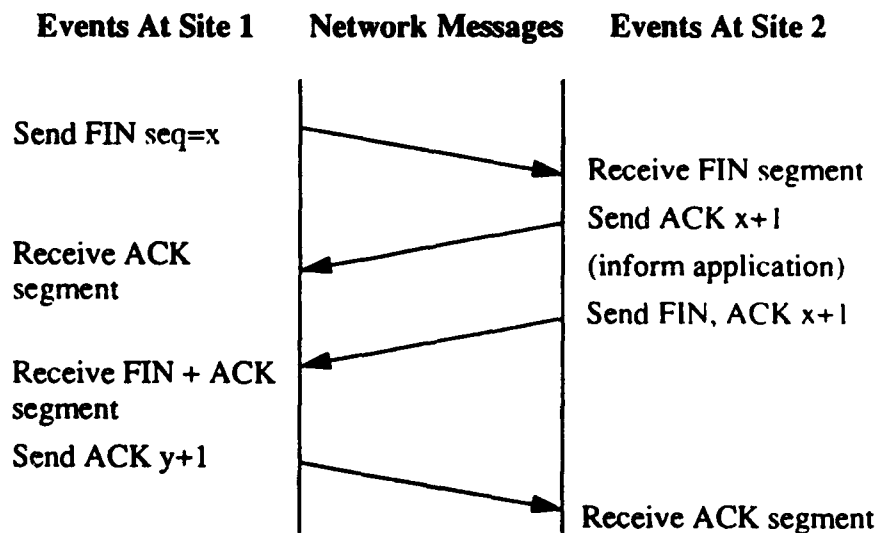 Events At Site 1 Network Messages Events At Site 2
Send FIN seq=x
Receive FIN segment
Send ACK x+1
Receive ACK
segment
(inform application)
Send FIN, ACK x+1
Receive FIN + ACK
segment
Send ACK y+1
Receive ACK segment